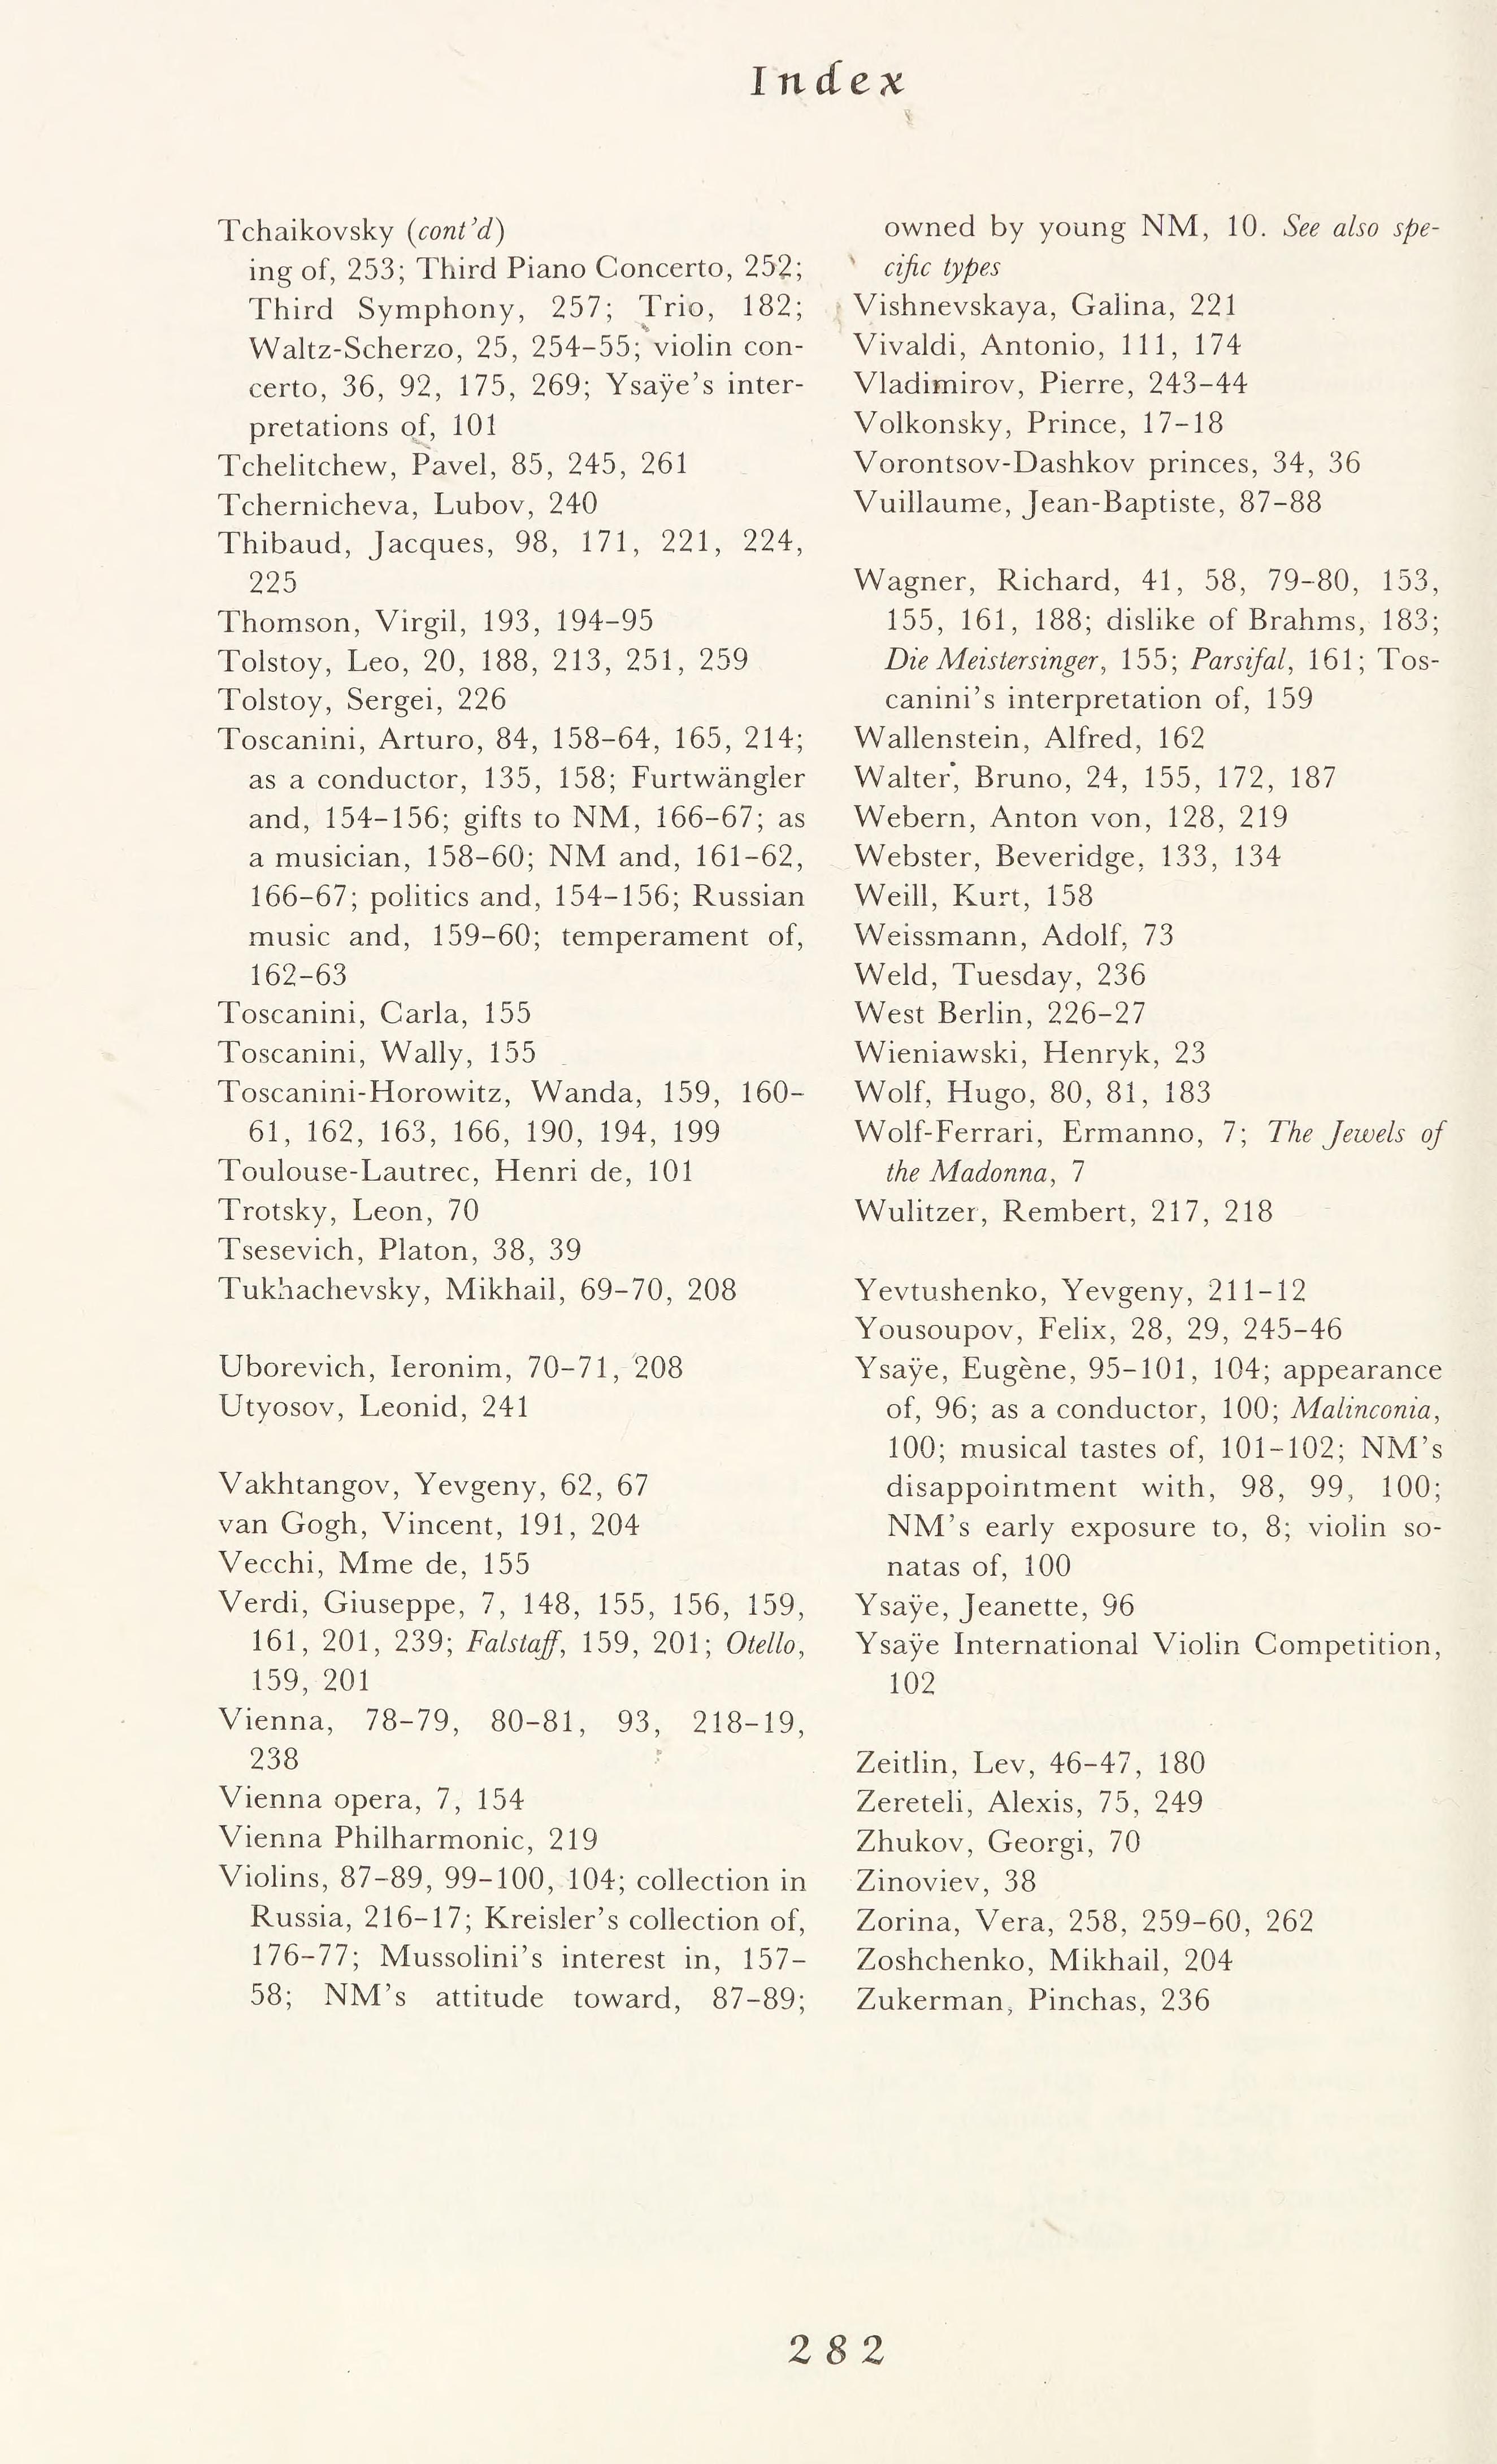 Index
Tchaikovsky (cont'd)
ing of, 253; Third Piano Concerto, 252;
Third Symphony, 257; Trio, 182;
Waltz-Scherzo, 25, 254–55; violin con-
certo, 36, 92, 175, 269; Ysaÿe's inter-
pretations of, 101
Tchelitchew, Pavel, 85, 245, 261
Tchernicheva, Lubov, 240
Thibaud, Jacques, 98, 171, 221, 224,
225
Thomson, Virgil, 193, 194–95
Tolstoy, Leo, 20, 188, 213, 251, 259
Tolstoy, Sergei, 226
Toscanini, Arturo, 84, 158–64, 165, 214;
as a conductor, 135, 158; Furtwängler
and, 154–156; gifts to NM, 166–67; as
a musician, 158–60; NM and, 161–62,
166–67; politics and, 154–156; Russian
music and, 159–60; temperament of,
162–63
Toscanini, Carla, 155
Toscanini, Wally, 155
Toscanini-Horowitz, Wanda, 159, 160–
61, 162, 163, 166, 190, 194, 199
Toulouse-Lautrec, Henri de, 101
Trotsky, Leon, 70
Tsesevich, Platon, 38, 39
Tukhachevsky, Mikhail, 69–70, 208
Uborevich, Ieronim, 70–71, 208
Utyosov, Leonid, 241
Vakhtangov, Yevgeny, 62, 67
van Gogh, Vincent, 191, 204
Vecchi, Mme de, 155
Verdi, Giuseppe, 7, 148, 155, 156, 159,
161, 201, 239; Falstaff, 159, 201; Otello,
159, 201
Vienna, 78–79, 80–81, 93, 218–19,
238
Vienna opera, 7, 154
Vienna Philharmonic, 219
Violins, 87–89, 99–100, 104; collection in
Russia, 216–17; Kreisler's collection of,
176–77; Mussolini's interest in, 157–
58; NM's attitude toward, 87–89;
owned by young NM, 10. See also spe-
cific types
Vishnevskaya, Galina, 221
Vivaldi, Antonio, 111, 174
Vladimirov, Pierre, 243–44
Volkonsky, Prince, 17–18
Vorontsov-Dashkov princes, 34, 36
Vuillaume, Jean-Baptiste, 87–88
Wagner, Richard, 41, 58, 79–80, 153,
155, 161, 188; dislike of Brahms, 183;
Die Meistersinger, 155; Parsifal, 161; Tos-
canini's interpretation of, 159
Wallenstein, Alfred, 162
Walter, Bruno, 24, 155, 172, 187
Webern, Anton von, 128, 219
Webster, Beveridge, 133, 134
Weill, Kurt, 158
Weissmann, Adolf, 73
Weld, Tuesday, 236
West Berlin, 226–27
Wieniawski, Henryk, 23
Wolf, Hugo, 80, 81, 183
Wolf-Ferrari, Ermanno, 7; The Jewels of
the Madonna, 7
Wulitzer, Rembert, 217, 218
Yevtushenko, Yevgeny, 211–12
Yousoupov, Felix, 28, 29, 245–46
Ysaÿe, Eugène, 95–101, 104; appearance
of, 96; as a conductor, 100; Malinconia,
100; musical tastes of, 101–102; NM's
disappointment with, 98, 99, 100;
NM's early exposure to, 8; violin so-
natas of, 100
Ysaÿe, Jeanette, 96
Ysaÿe International Violin Competition,
102
Zeitlin, Lev, 46–47, 180
Zereteli, Alexis, 75, 249
Zhukov, Georgi, 70
Zinoviev, 38
Zorina, Vera, 258, 259–60, 262
Zoshchenko, Mikhail, 204
Zukerman, Pinchas, 236
282